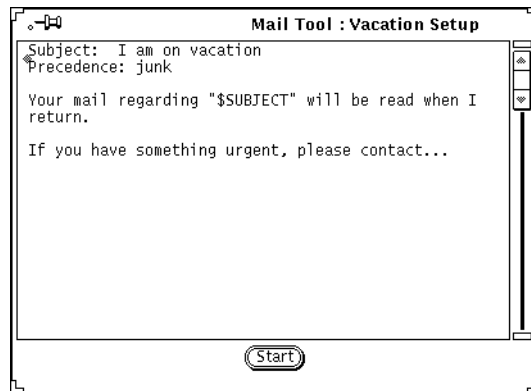 Mail Tool : Vacation Setup
Subject:  I am on vacation
Precedence: junk
Your mail regarding "$SUBJECT" will be read when I
return.
If you have something urgent, please contact...
Start